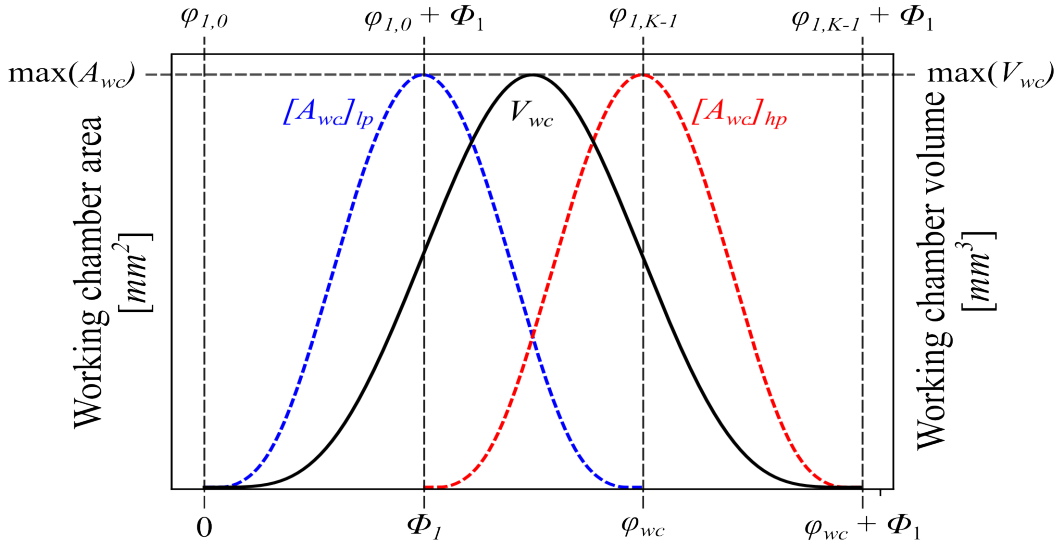 φ1,0
φ1,0 + Φ1
φ1,K-1
φ1,K-1 + Φ1
max(Awc)
max(Vwc)
[Awc]lp
Vwc
[Awc]hp
Working chamber area
[mm²]
Working chamber volume
[mm³]
0
Φ1
φwc
φwc + Φ1